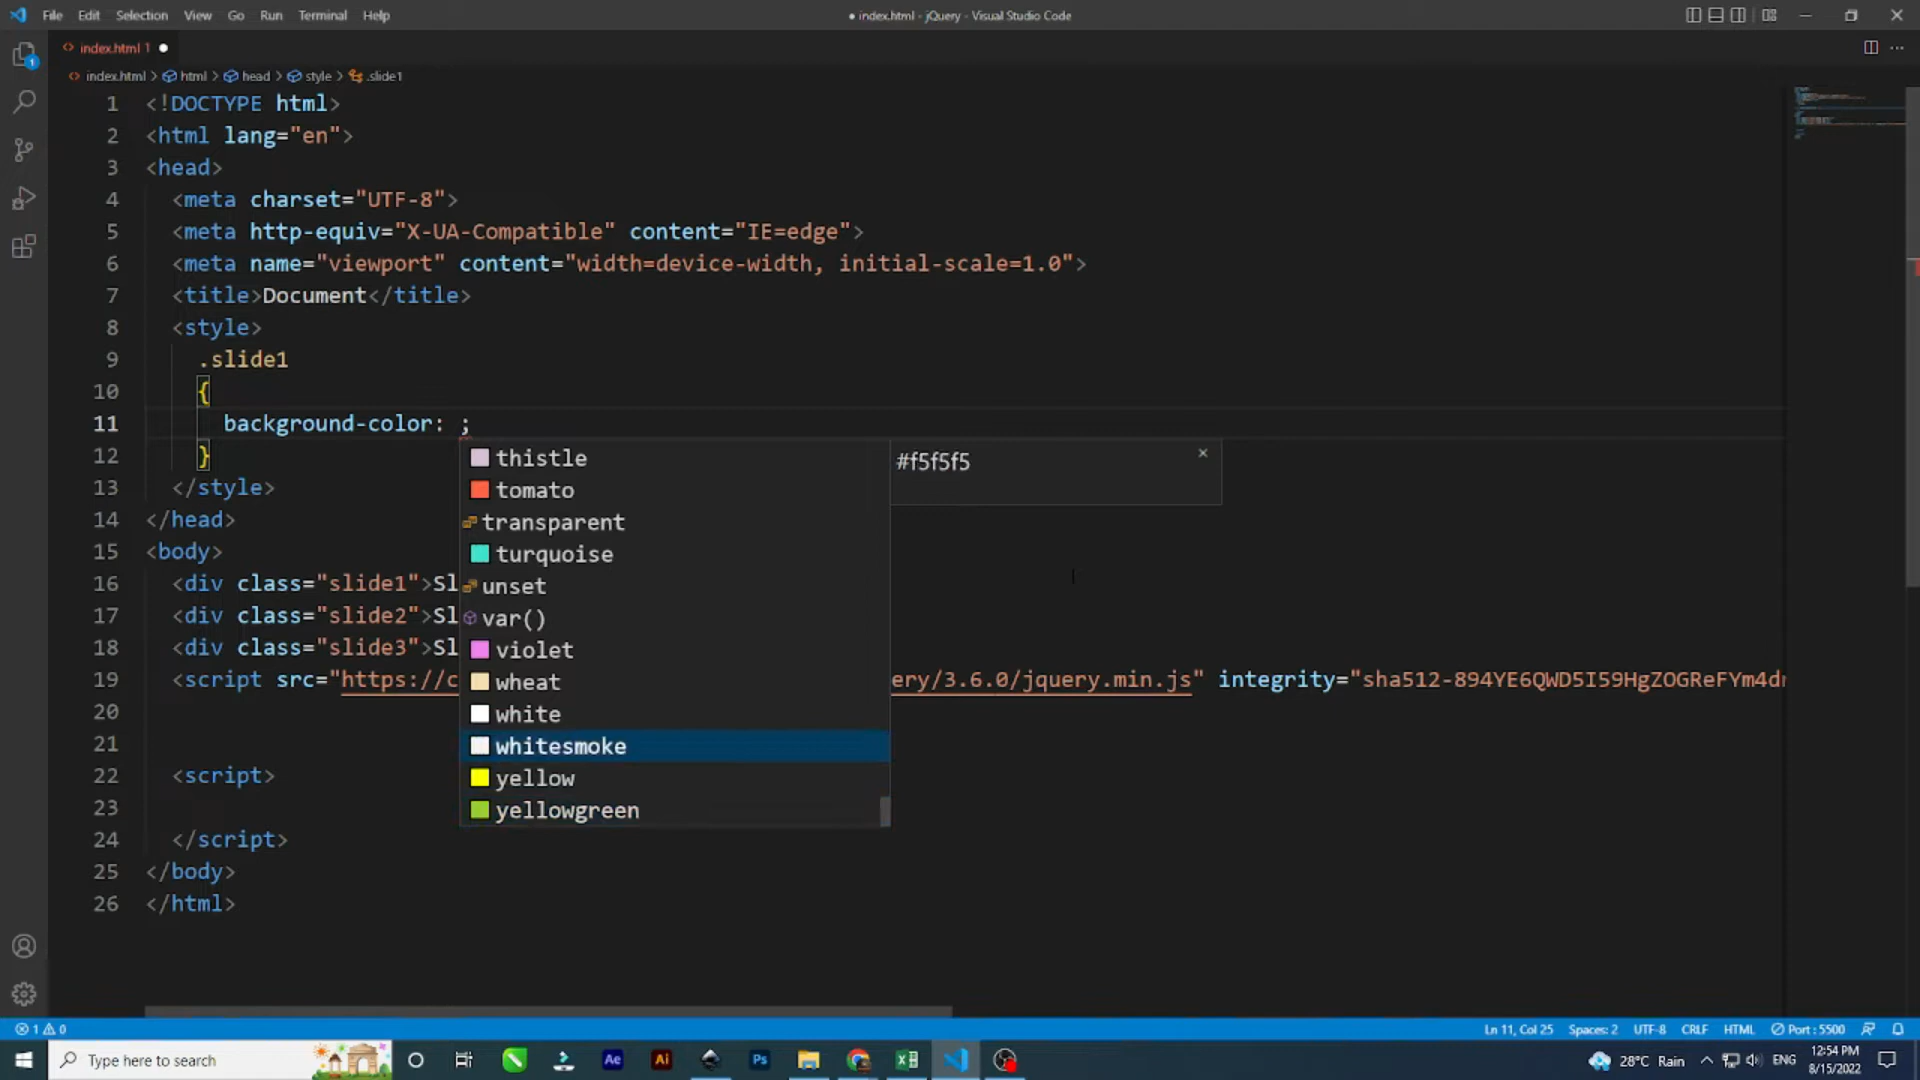 File Edit Selection View Go Run Terminal Help
● index.html - jQuery - Visual Studio Code
index.html 1 ●
index.html > html > head > style > .slide1
1 <!DOCTYPE html>
2 <html lang="en">
3 <head>
4 <meta charset="UTF-8">
5 <meta http-equiv="X-UA-Compatible" content="IE=edge">
6 <meta name="viewport" content="width=device-width, initial-scale=1.0">
7 <title>Document</title>
8 <style>
9 .slide1
10 {
11 background-color: ;
12 }
13 </style>
14 </head>
15 <body>
16 <div class="slide1">Sl
17 <div class="slide2">Sl
18 <div class="slide3">Sl
19 <script src="https://c ery/3.6.0/jquery.min.js" integrity="sha512-894YE6QWD5I59HgZOGReFYm4d
20
21
22 <script>
23
24 </script>
25 </body>
26 </html>
thistle
tomato
transparent
turquoise
unset
var()
violet
wheat
white
whitesmoke
yellow
yellowgreen
#f5f5f5
1
1 0
Ln 11, Col 25 Spaces: 2 UTF-8 CRLF HTML Port : 5500
Type here to search
Ae
Ai
Ps
28°C Rain
ENG
12:54 PM
8/15/2022